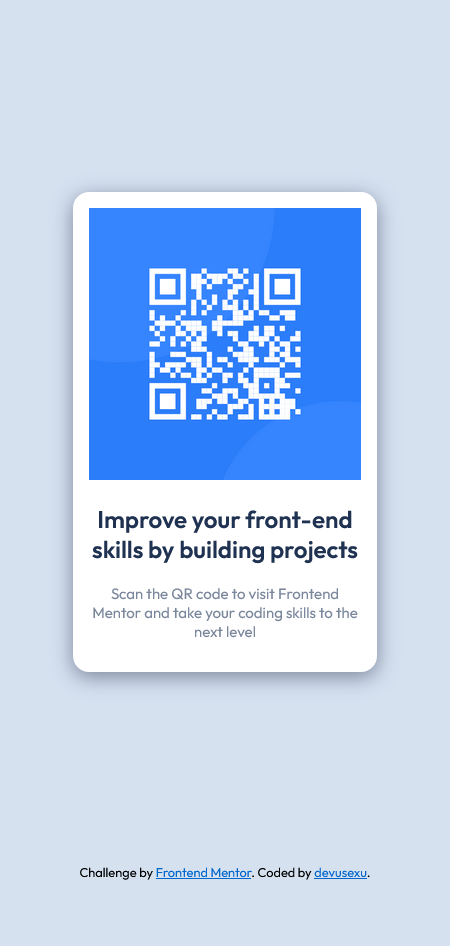 Improve your front-end
skills by building projects
Scan the QR code to visit Frontend
Mentor and take your coding skills to the
next level
Challenge by Frontend Mentor. Coded by devusexu.